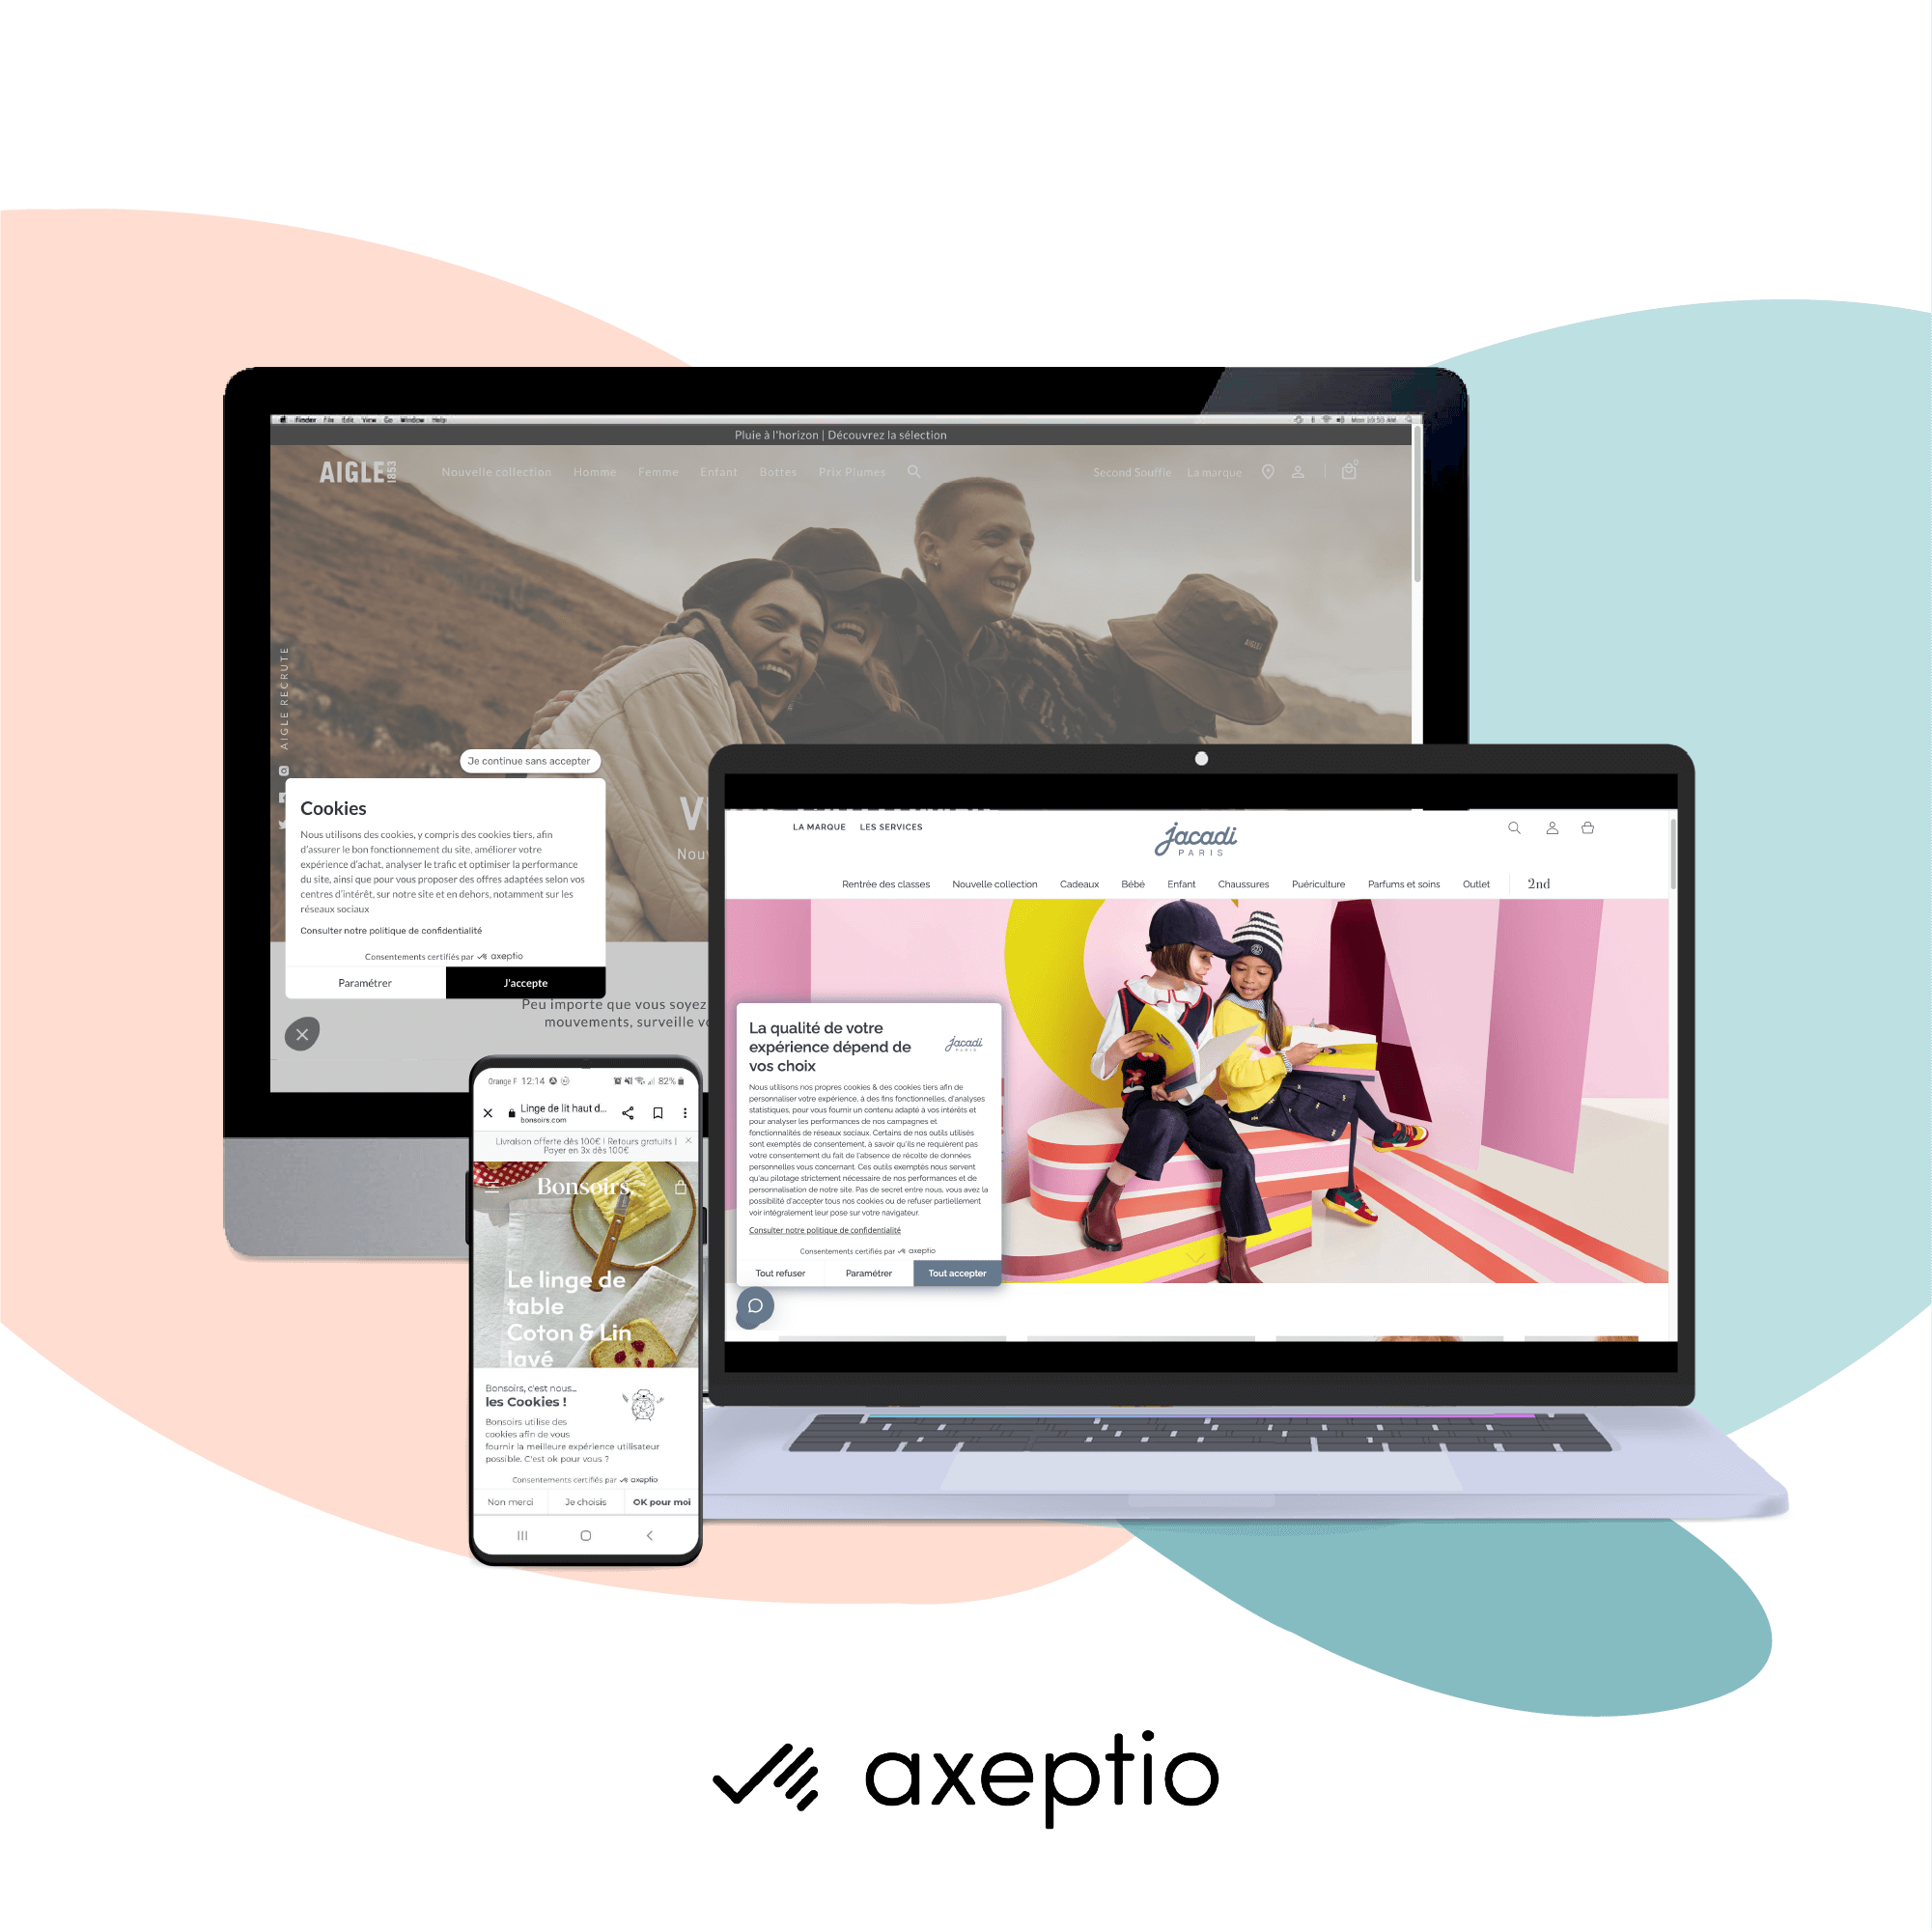 Finder File Edit View Go Window Help
Mon 10:55 AM
Pluie à l'horizon | Découvrez la sélection
AIGLE 1853
Nouvelle collection Homme Femme Enfant Bottes Prix Plumes
Second Souffle La marque
AIGLE
AIGLE RECRUTE
Je continue sans accepter
Cookies
Nous utilisons des cookies, y compris des cookies tiers, afin
d'assurer le bon fonctionnement du site, améliorer votre
expérience d'achat, analyser le trafic et optimiser la performance
du site, ainsi que pour vous proposer des offres adaptées selon vos
centres d'intérêt, sur notre site et en dehors, notamment sur les
réseaux sociaux
Consulter notre politique de confidentialité
Consentements certifiés par axeptio
Paramétrer J'accepte
Nou
Peu importe que vous soyez
mouvements, surveille
LA MARQUE LES SERVICES
jacadi
PARIS
Rentrée des classes Nouvelle collection Cadeaux Bébé Enfant Chaussures Puériculture Parfums et soins Outlet 2nd
La qualité de votre
expérience dépend de
vos choix
jacadi
PARIS
Nous utilisons nos propres cookies & des cookies tiers afin de
personnaliser votre expérience, à des fins fonctionnelles, d'analyses
statistiques, pour vous fournir un contenu adapté à vos intérêts et
pour analyser les performances de nos campagnes et
fonctionnalités de réseaux sociaux. Certains de nos outils utilisés
sont exemptés de consentement, à savoir qu'ils ne requièrent pas
votre consentement du fait de l'absence de récolte de données
personnelles vous concernant. Ces outils exemptés nous servent
qu'au pilotage strictement nécessaire de nos performances et de
personnalisation de notre site. Pas de secret entre nous, vous avez la
possibilité d'accepter tous nos cookies ou de refuser partiellement
voir intégralement leur pose sur votre navigateur.
Consulter notre politique de confidentialité
Consentements certifiés par axeptio
Tout refuser Paramétrer Tout accepter
Orange F 12:14 82%
Linge de lit haut d...
bonsoirs.com
Livraison offerte dès 100€ | Retours gratuits |
Payer en 3x dès 100€
Bonsoirs
Le linge de
table
Coton & Lin
lavé
Bonsoirs, c'est nous...
les Cookies !
Bonsoirs utilise des
cookies afin de vous
fournir la meilleure expérience utilisateur
possible. C'est ok pour vous ?
Consentements certifiés par axeptio
Non merci Je choisis OK pour moi
axeptio